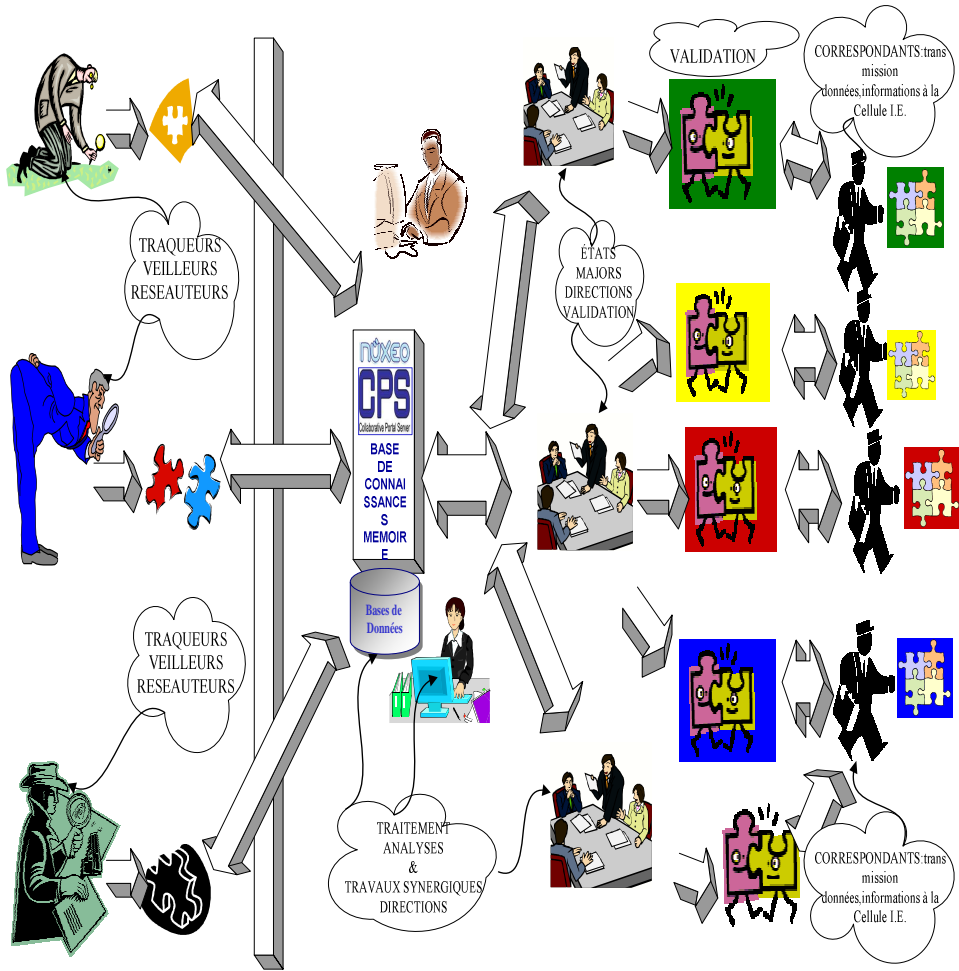 VALIDATION
CORRESPONDANTS:trans
mission
données,informations à la
Cellule I.E.
TRAQUEURS
VEILLEURS
RESEAUTEURS
ÉTATS
MAJORS
DIRECTIONS
VALIDATION
nuxeo
CPS
Collaborative Portal Server
BASE
DE
CONNAI
SSANCE
S
MEMOIR
E
Bases de
Données
TRAQUEURS
VEILLEURS
RESEAUTEURS
TRAITEMENT
ANALYSES
&
TRAVAUX SYNERGIQUES
DIRECTIONS
CORRESPONDANTS:trans
mission
données,informations à la
Cellule I.E.